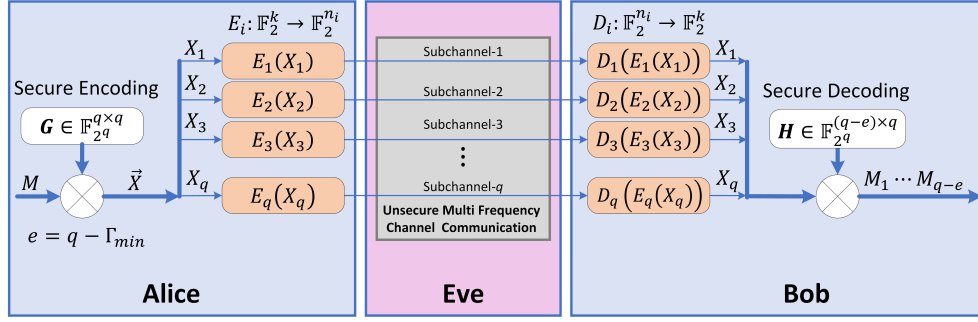 E_i: 𝔽_2^k → 𝔽_2^{n_i}
D_i: 𝔽_2^{n_i} → 𝔽_2^k
Secure Encoding
G ∈ 𝔽_{2^q}^{q×q}
M
X⃗
e = q − Γ_{min}
X_1
X_2
X_3
X_q
E_1(X_1)
E_2(X_2)
E_3(X_3)
E_q(X_q)
Subchannel-1
Subchannel-2
Subchannel-3
⋮
Subchannel-q
Unsecure Multi Frequency
Channel Communication
D_1(E_1(X_1))
D_2(E_2(X_2))
D_3(E_3(X_3))
D_q(E_q(X_q))
X_1
X_2
X_3
X_q
Secure Decoding
H ∈ 𝔽_{2^q}^{(q−e)×q}
M_1 ⋯ M_{q−e}
Alice
Eve
Bob